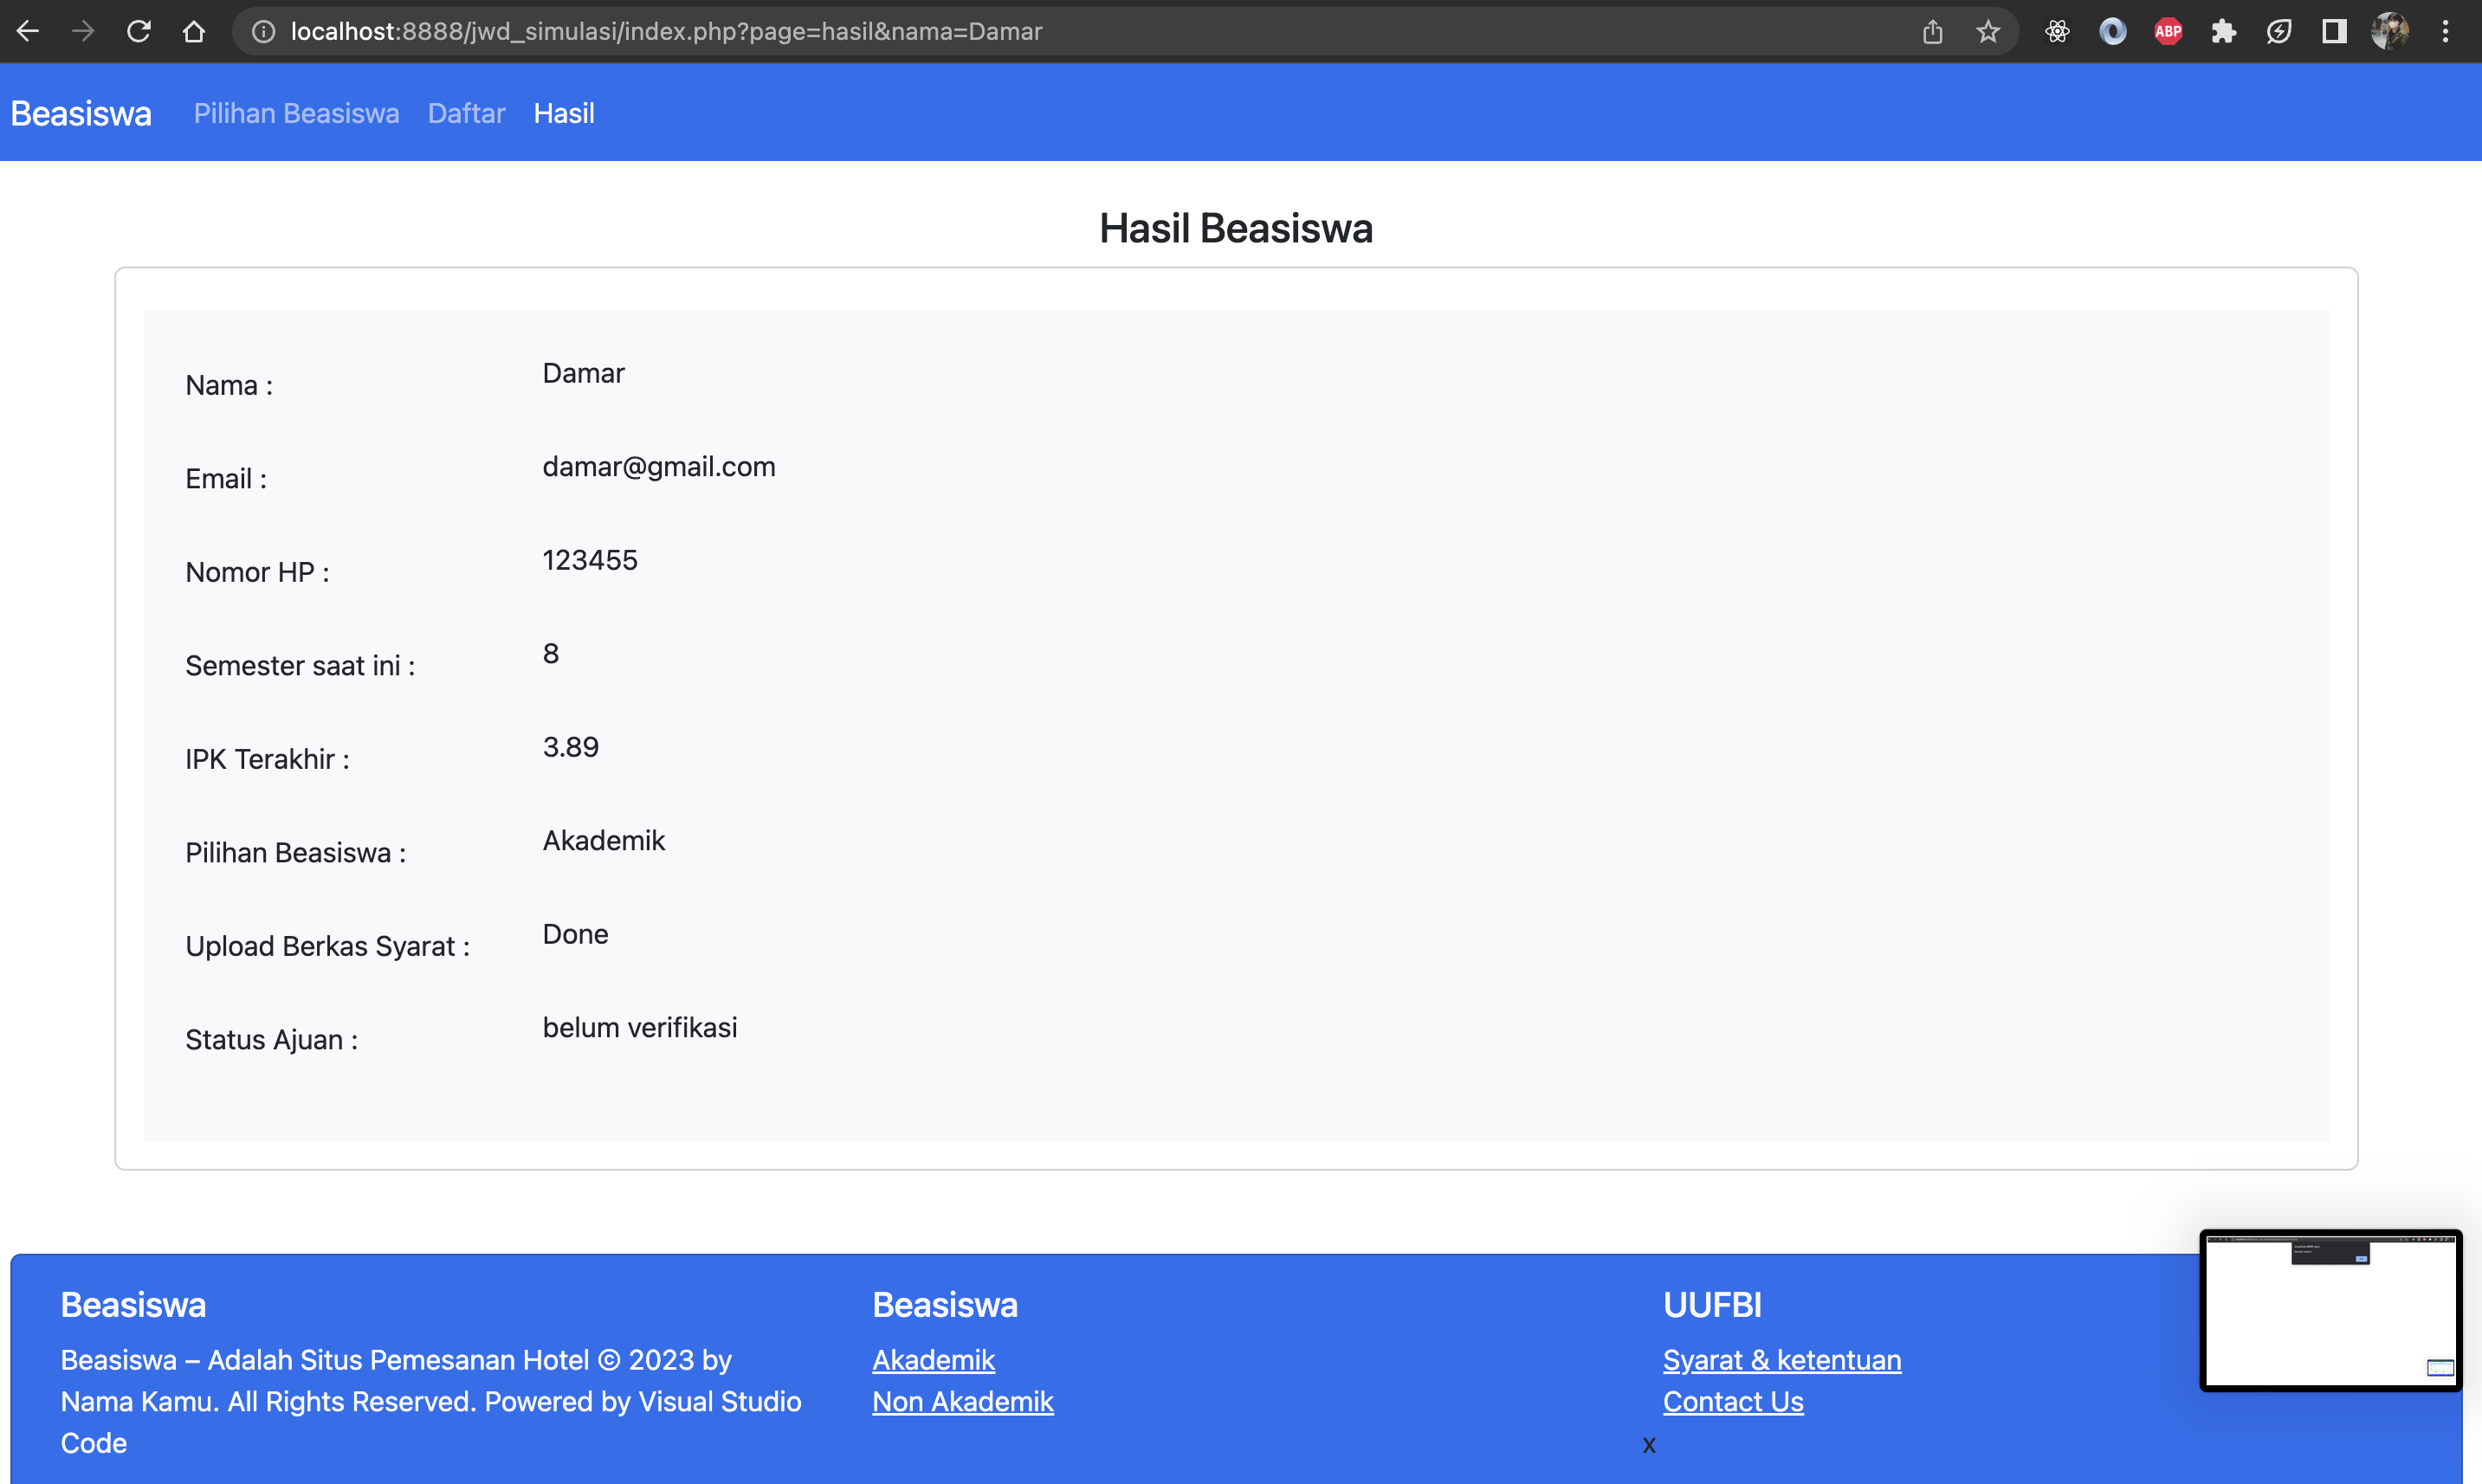 localhost:8888/jwd_simulasi/index.php?page=hasil&nama=Damar
ABP
Beasiswa Pilihan Beasiswa Daftar Hasil
Hasil Beasiswa
Nama : Damar
Email : damar@gmail.com
Nomor HP : 123455
Semester saat ini : 8
IPK Terakhir : 3.89
Pilihan Beasiswa : Akademik
Upload Berkas Syarat : Done
Status Ajuan : belum verifikasi
Beasiswa
Beasiswa – Adalah Situs Pemesanan Hotel © 2023 by
Nama Kamu. All Rights Reserved. Powered by Visual Studio
Code
Beasiswa
Akademik
Non Akademik
UUFBI
Syarat & ketentuan
Contact Us
x